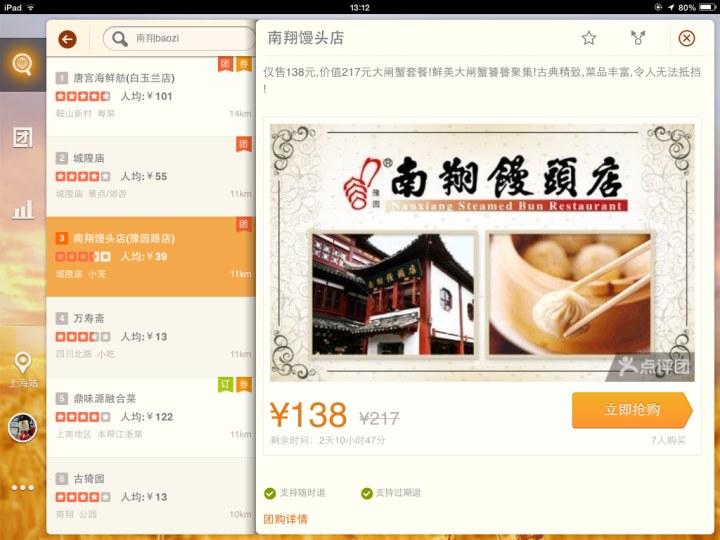 iPad
13:12
80%
南翔baozi
1 唐宫海鲜舫(白玉兰店)
团 券
人均:￥101
鞍山新村 粤菜
14km
2 城隍庙
团
人均:￥55
城隍庙 景点/郊游
11km
3 南翔馒头店(豫园路店)
团
人均:￥39
城隍庙 小笼
11km
4 万寿斋
人均:￥13
四川北路 小吃
11km
5 鼎味源融合菜
订 券
人均:￥122
上南地区 本帮江浙菜
11km
6 古猗园
人均:￥13
南翔 公园
10km
团
上海站
南翔馒头店
仅售138元,价值217元大闸蟹套餐!鲜美大闸蟹饕餮聚集!古典精致,菜品丰富,令人无法抵挡
!
豫园
®
南翔饅頭店
Nanxiang Steamed Bun Restaurant
南翔饅頭店
点评团
¥138 ¥217
立即抢购
剩余时间：2天10小时47分
7人购买
支持随时退 支持过期退
团购详情